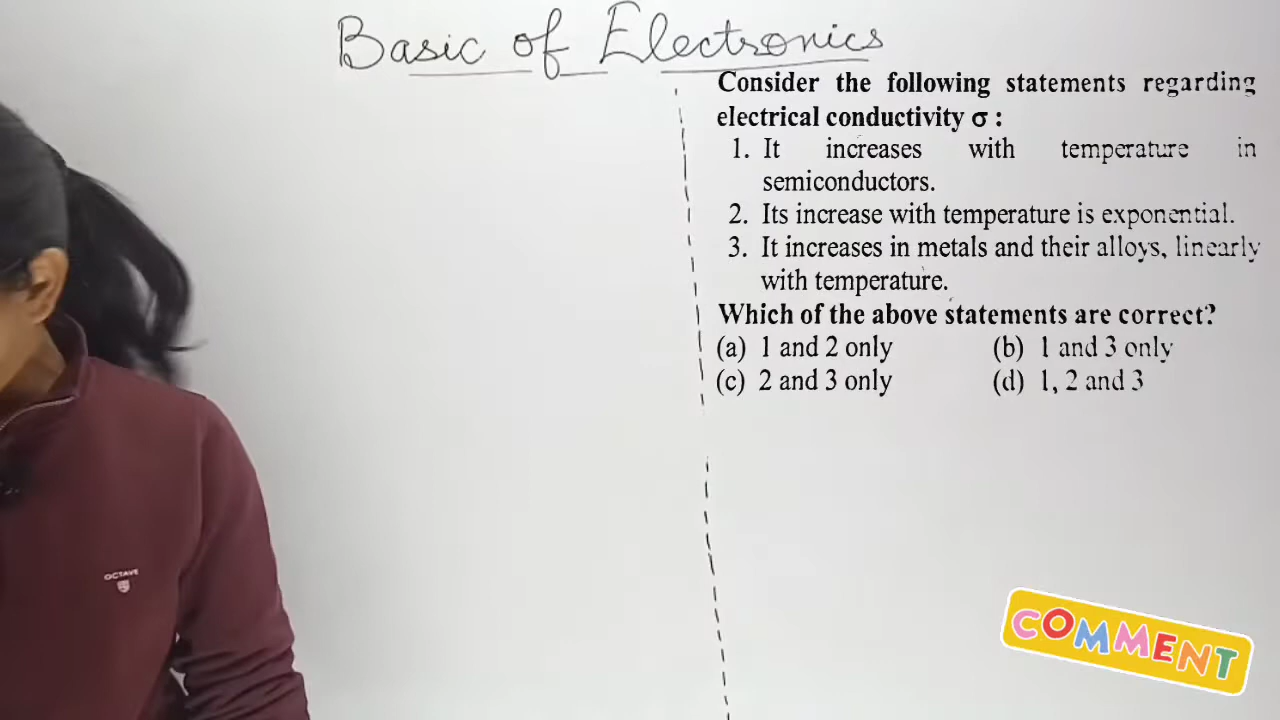 Basic of Electronics
Consider the following statements regarding
electrical conductivity σ :
1. It increases with temperature in
semiconductors.
2. Its increase with temperature is exponential.
3. It increases in metals and their alloys, linearly
with temperature.
Which of the above statements are correct?
(a) 1 and 2 only (b) 1 and 3 only
(c) 2 and 3 only (d) 1, 2 and 3
OCTAVE
COMMENT